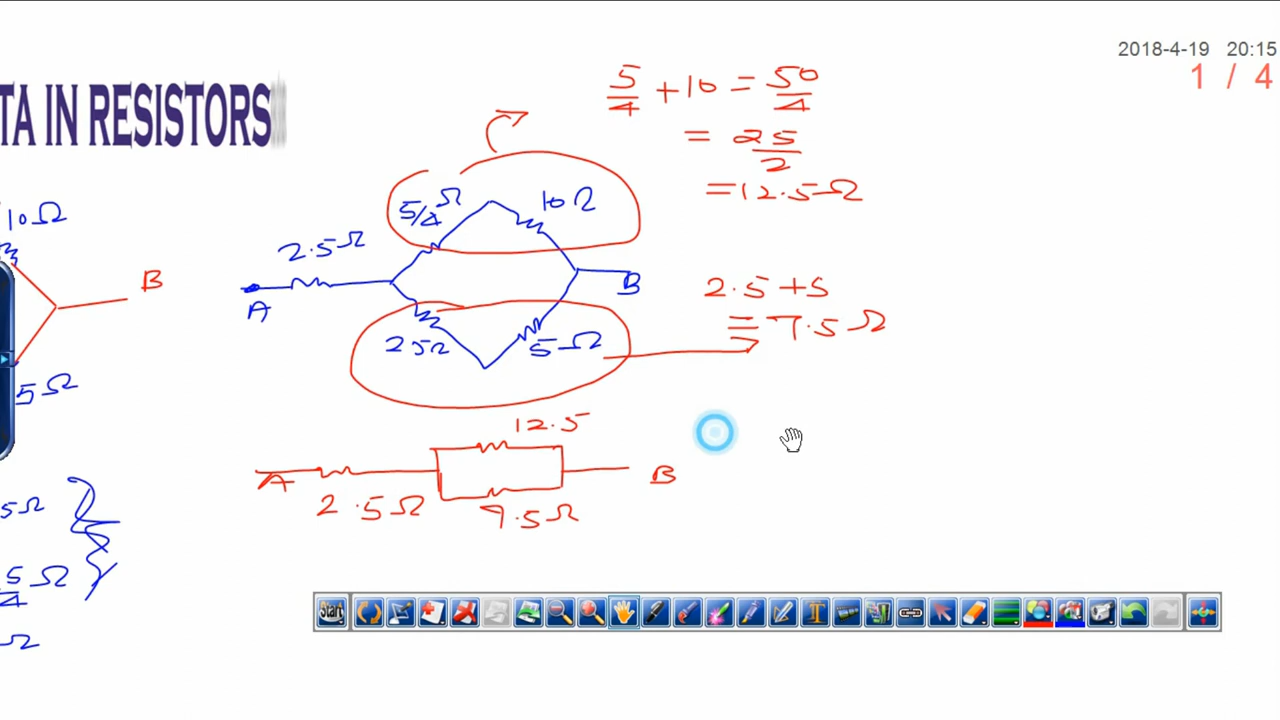 2018-4-19 20:15
1 / 4
TA IN RESISTORS
5/4 + 10 = 50/4
= 25/2
= 12.5 Ω
10 Ω
5/4 Ω
10 Ω
2.5 Ω
B
A
B
2.5 + 5
= 7.5 Ω
2.5 Ω
5 Ω
5 Ω
12.5
A
B
2.5 Ω
7.5 Ω
5 Ω
5/4 Ω
Ω
Start
T